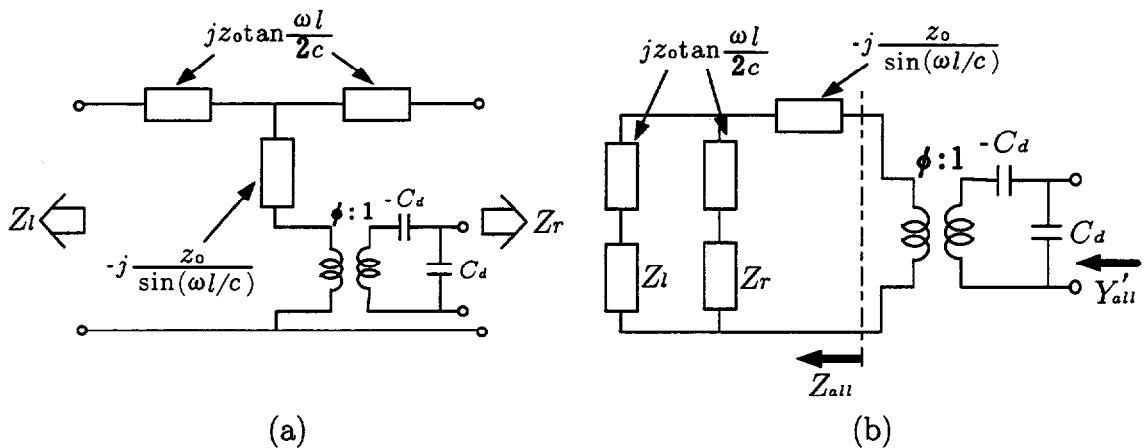 jz₀tan ωl/2c
Zl
ϕ:1
-Cd
Cd
Zr
-j z₀/sin(ωl/c)
(a)
jz₀tan ωl/2c
-j z₀/sin(ωl/c)
ϕ:1
-Cd
Cd
Zl
Zr
Y'all
Zall
(b)